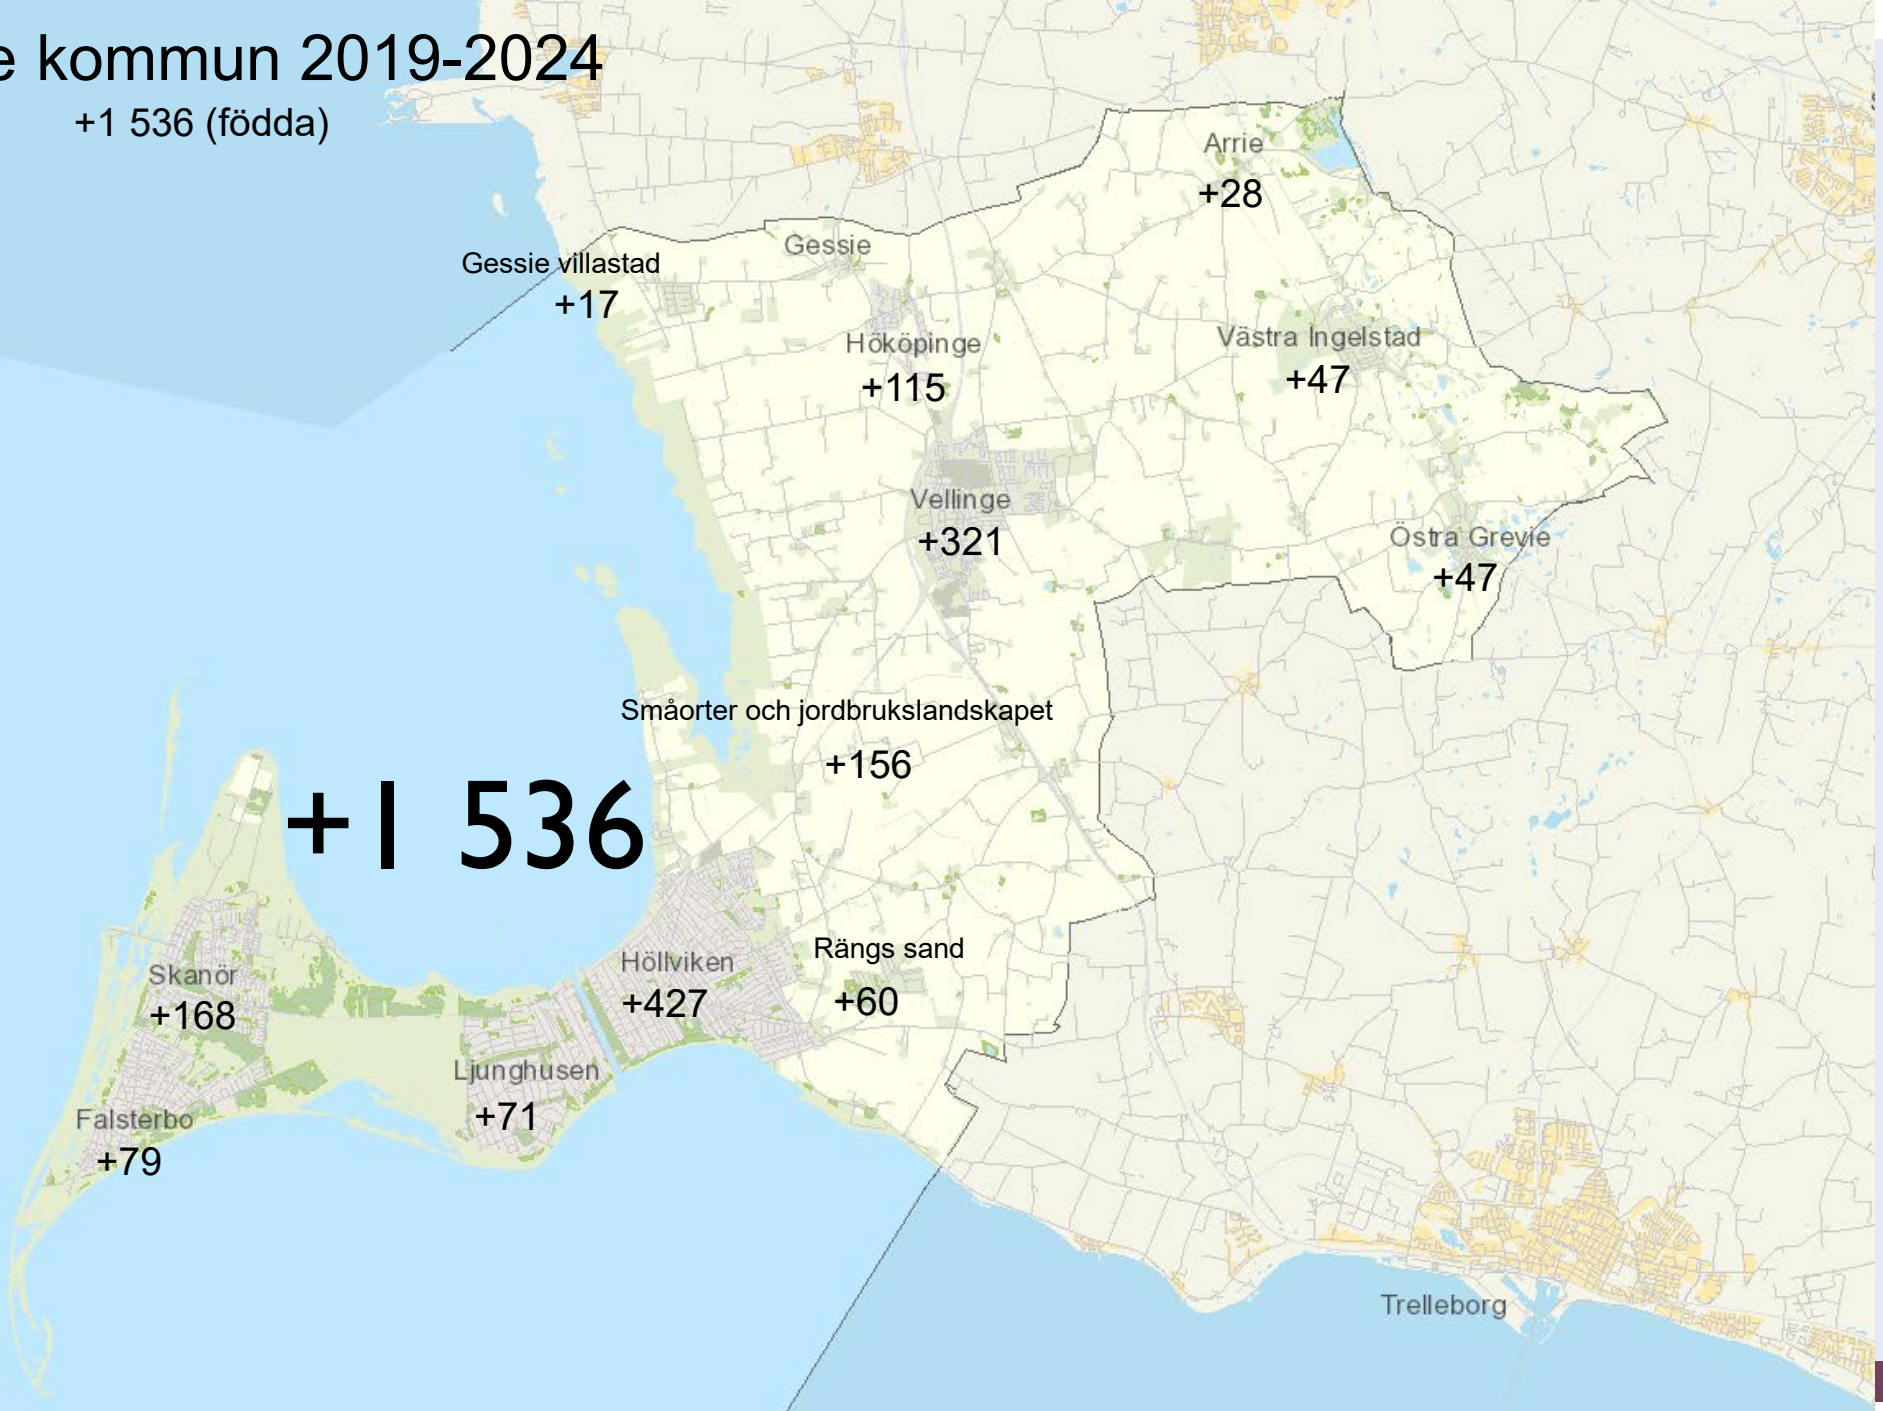 e kommun 2019-2024
+1 536 (födda)
Arrie
+28
Gessie
Gessie villastad
+17
Hököpinge
+115
Västra Ingelstad
+47
Vellinge
+321
Östra Grevie
+47
Småorter och jordbrukslandskapet
+156
+1 536
Rängs sand
+60
Höllviken
+427
Skanör
+168
Ljunghusen
+71
Falsterbo
+79
Trelleborg